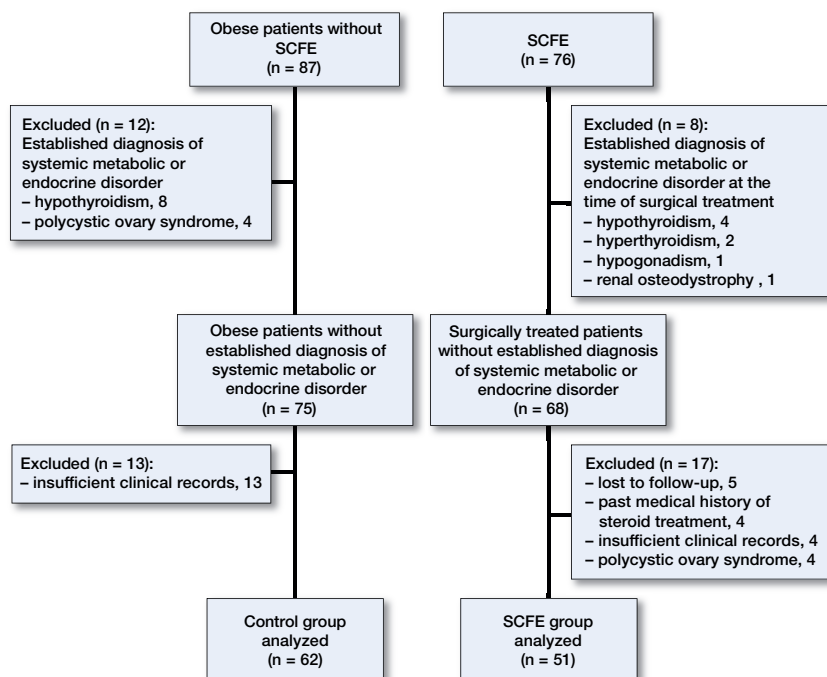 Obese patients without
SCFE
(n = 87)
SCFE
(n = 76)
Excluded (n = 12):
Established diagnosis of
systemic metabolic or
endocrine disorder
– hypothyroidism, 8
– polycystic ovary syndrome, 4
Excluded (n = 8):
Established diagnosis of
systemic metabolic or
endocrine disorder at the
time of surgical treatment
– hypothyroidism, 4
– hyperthyroidism, 2
– hypogonadism, 1
– renal osteodystrophy , 1
Obese patients without
established diagnosis of
systemic metabolic or
endocrine disorder
(n = 75)
Surgically treated patients
without established diagnosis
of systemic metabolic or
endocrine disorder
(n = 68)
Excluded (n = 13):
– insufficient clinical records, 13
Excluded (n = 17):
– lost to follow-up, 5
– past medical history of
steroid treatment, 4
– insufficient clinical records, 4
– polycystic ovary syndrome, 4
Control group
analyzed
(n = 62)
SCFE group
analyzed
(n = 51)